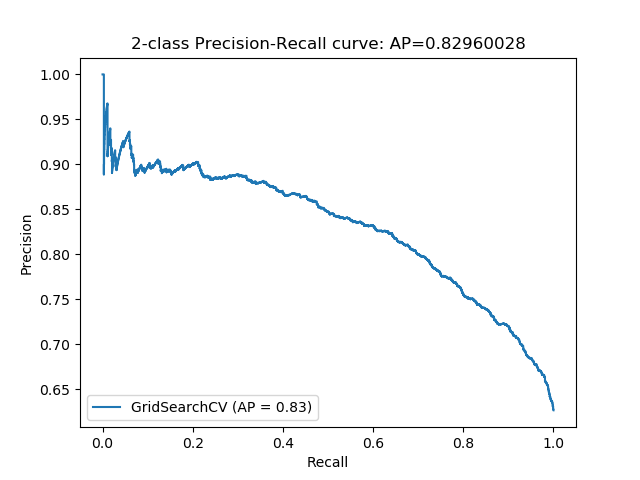 2-class Precision-Recall curve: AP=0.82960028
1.00
0.95
0.90
0.85
0.80
0.75
0.70
0.65
Precision
GridSearchCV (AP = 0.83)
0.0 0.2 0.4 0.6 0.8 1.0
Recall